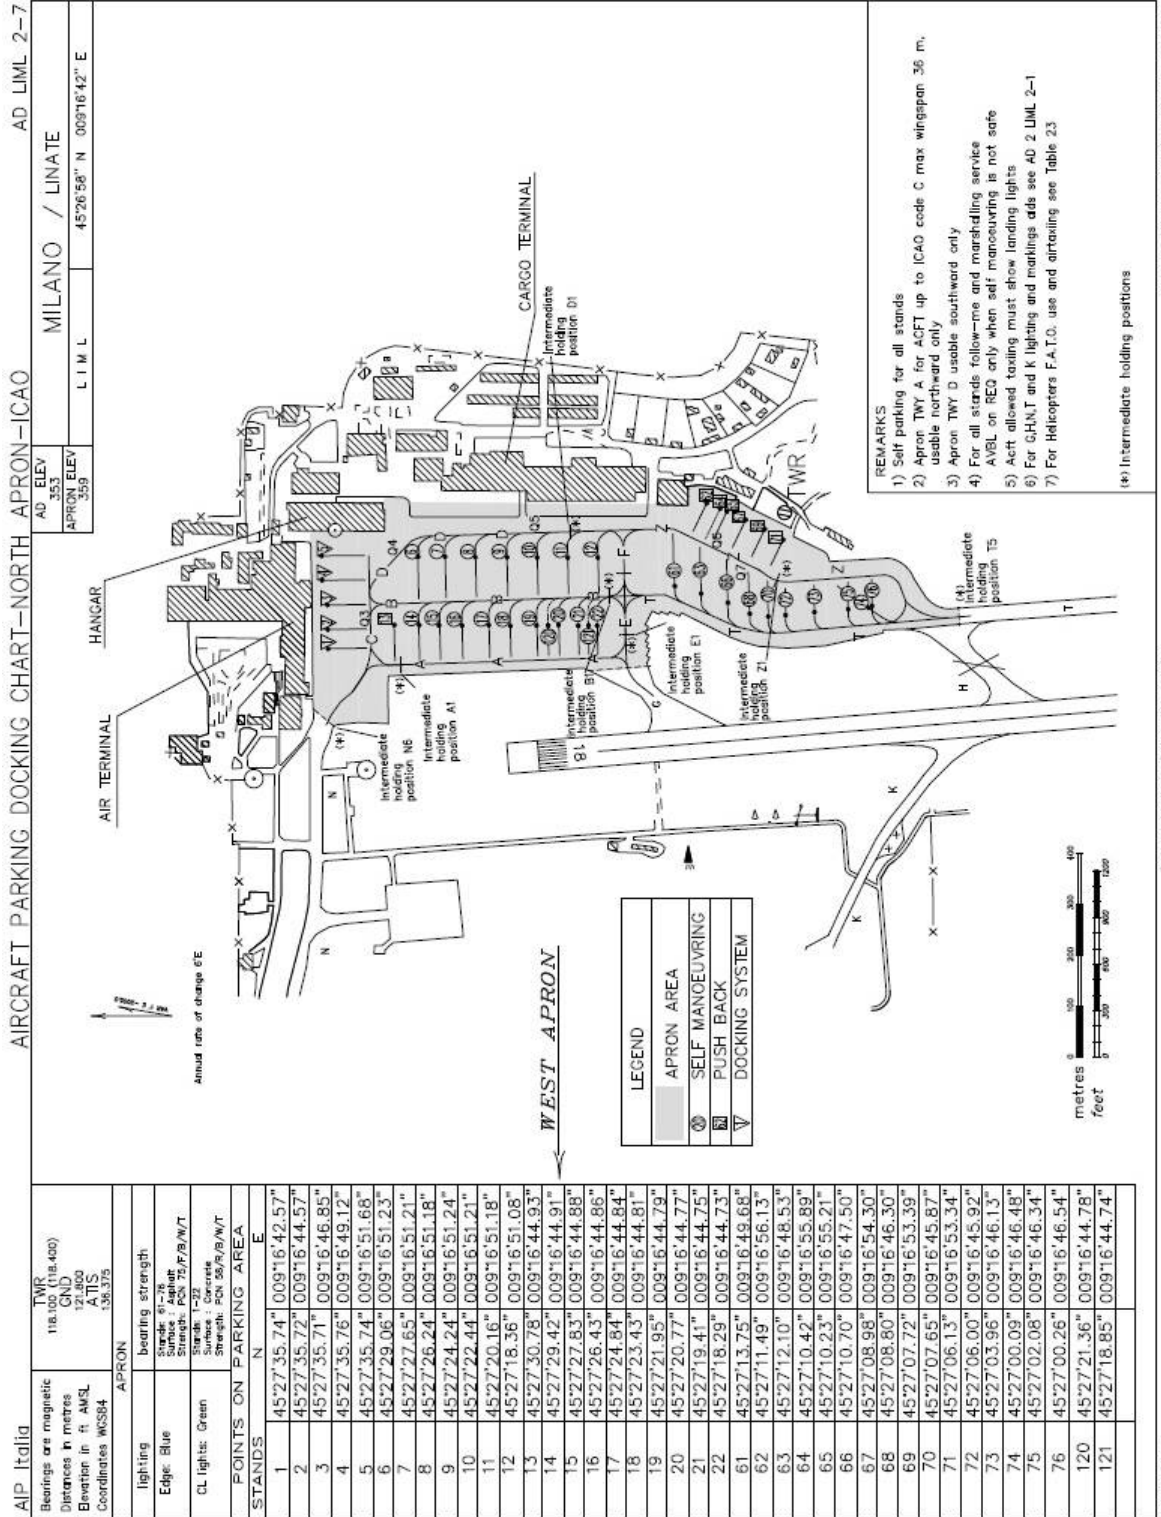 AIP Italia
AIRCRAFT PARKING DOCKING CHART-NORTH APRON-ICAO
AD LIML 2-7
Bearings are magnetic
Distances in metres
Elevation in ft AMSL
Coordinates WGS84
TWR
118.100 (118.400)
GND
121.800
ATIS
136.375
AD ELEV
353
APRON ELEV
359
MILANO / LINATE
L I M L
45°26'58" N 009°16'42" E
APRON
lighting
bearing strength
Edge: Blue
CL lights: Green
Stands: 61-76
Surface : Asphalt
Strength: PCN 75/F/B/W/T
Stands: 1-22
Surface : Concrete
Strength: PCN 58/R/B/W/T
POINTS ON PARKING AREA
STANDS N E
1 45°27'35.74" 009°16'42.57"
2 45°27'35.72" 009°16'44.57"
3 45°27'35.71" 009°16'46.85"
4 45°27'35.76" 009°16'49.12"
5 45°27'35.74" 009°16'51.68"
6 45°27'29.06" 009°16'51.23"
7 45°27'27.65" 009°16'51.21"
8 45°27'26.24" 009°16'51.18"
9 45°27'24.24" 009°16'51.24"
10 45°27'22.44" 009°16'51.21"
11 45°27'20.16" 009°16'51.18"
12 45°27'18.36" 009°16'51.08"
13 45°27'30.78" 009°16'44.93"
14 45°27'29.42" 009°16'44.91"
15 45°27'27.83" 009°16'44.88"
16 45°27'26.43" 009°16'44.86"
17 45°27'24.84" 009°16'44.84"
18 45°27'23.43" 009°16'44.81"
19 45°27'21.95" 009°16'44.79"
20 45°27'20.77" 009°16'44.77"
21 45°27'19.41" 009°16'44.75"
22 45°27'18.29" 009°16'44.73"
61 45°27'13.75" 009°16'49.68"
62 45°27'11.49" 009°16'56.13"
63 45°27'12.10" 009°16'48.53"
64 45°27'10.42" 009°16'55.89"
65 45°27'10.23" 009°16'55.21"
66 45°27'10.70" 009°16'47.50"
67 45°27'08.96" 009°16'54.30"
68 45°27'08.80" 009°16'46.30"
69 45°27'07.72" 009°16'53.39"
70 45°27'07.65" 009°16'45.87"
71 45°27'06.13" 009°16'53.34"
72 45°27'06.00" 009°16'45.92"
73 45°27'03.96" 009°16'46.13"
74 45°27'00.09" 009°16'46.48"
75 45°27'02.08" 009°16'46.34"
76 45°27'00.26" 009°16'46.54"
120 45°27'21.36" 009°16'44.78"
121 45°27'18.85" 009°16'44.74"
Annual rate of change 6'E
AIR TERMINAL
HANGAR
CARGO TERMINAL
TWR
WEST APRON
Intermediate
holding
position N6
Intermediate
holding
position A1
Intermediate
holding
position B1
Intermediate
holding
position D1
Intermediate
holding
position E1
Intermediate
holding
position Z1
(*)
Intermediate
holding
position T5
18
LEGEND
APRON AREA
SELF MANOEUVRING
PUSH BACK
DOCKING SYSTEM
metres
feet
0 100 200 300 400
0 300 600 900 1200
REMARKS
1) Self parking for all stands
2) Apron TWY A for ACFT up to ICAO code C max wingspan 36 m,
usable northward only
3) Apron TWY D usable southward only
4) For all stands follow-me and marshalling service
AVBL on REQ only when self manoeuvring is not safe
5) Acft allowed taxiing must show landing lights
6) For G,H,N,T and K lighting and markings aids see AD 2 LIML 2-1
7) For Helicopters F.A.T.O. use and airtaxiing see Table 23
(*) Intermediate holding positions